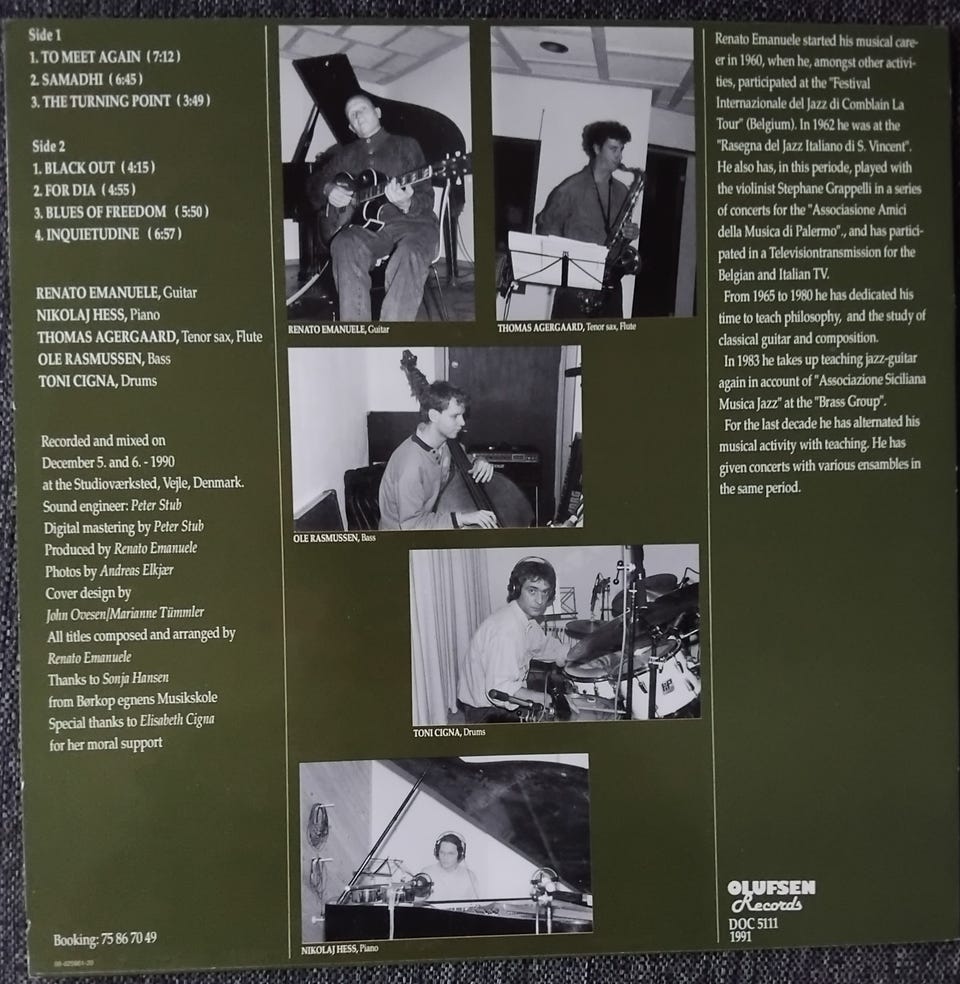 Side 1
1. TO MEET AGAIN (7:12)
2. SAMADHI (6:45)
3. THE TURNING POINT (3:49)
Side 2
1. BLACK OUT (4:15)
2. FOR DIA (4:55)
3. BLUES OF FREEDOM (5:50)
4. INQUIETUDINE (6:57)
RENATO EMANUELE, Guitar
NIKOLAJ HESS, Piano
THOMAS AGERGAARD, Tenor sax, Flute
OLE RASMUSSEN, Bass
TONI CIGNA, Drums
Recorded and mixed on
December 5. and 6. - 1990
at the Studioværksted, Vejle, Denmark.
Sound engineer: Peter Stub
Digital mastering by Peter Stub
Produced by Renato Emanuele
Photos by Andreas Elkjær
Cover design by
John Ovesen/Marianne Tümmler
All titles composed and arranged by
Renato Emanuele
Thanks to Sonja Hansen
from Børkop egnens Musikskole
Special thanks to Elisabeth Cigna
for her moral support
Booking: 75 86 70 49
RENATO EMANUELE, Guitar
THOMAS AGERGAARD, Tenor sax, Flute
OLE RASMUSSEN, Bass
TONI CIGNA, Drums
NIKOLAJ HESS, Piano
Renato Emanuele started his musical care-
er in 1960, when he, amongst other activi-
ties, participated at the "Festival
Internazionale del Jazz di Comblain La
Tour" (Belgium). In 1962 he was at the
"Rasegna del Jazz Italiano di S. Vincent".
He also has, in this periode, played with
the violinist Stephane Grappelli in a series
of concerts for the "Associasione Amici
della Musica di Palermo"., and has partici-
pated in a Televisiontransmission for the
Belgian and Italian TV.
From 1965 to 1980 he has dedicated his
time to teach philosophy, and the study of
classical guitar and composition.
In 1983 he takes up teaching jazz-guitar
again in account of "Associazione Siciliana
Musica Jazz" at the "Brass Group".
For the last decade he has alternated his
musical activity with teaching. He has
given concerts with various ensambles in
the same period.
OLUFSEN
Records
DOC 5111
1991